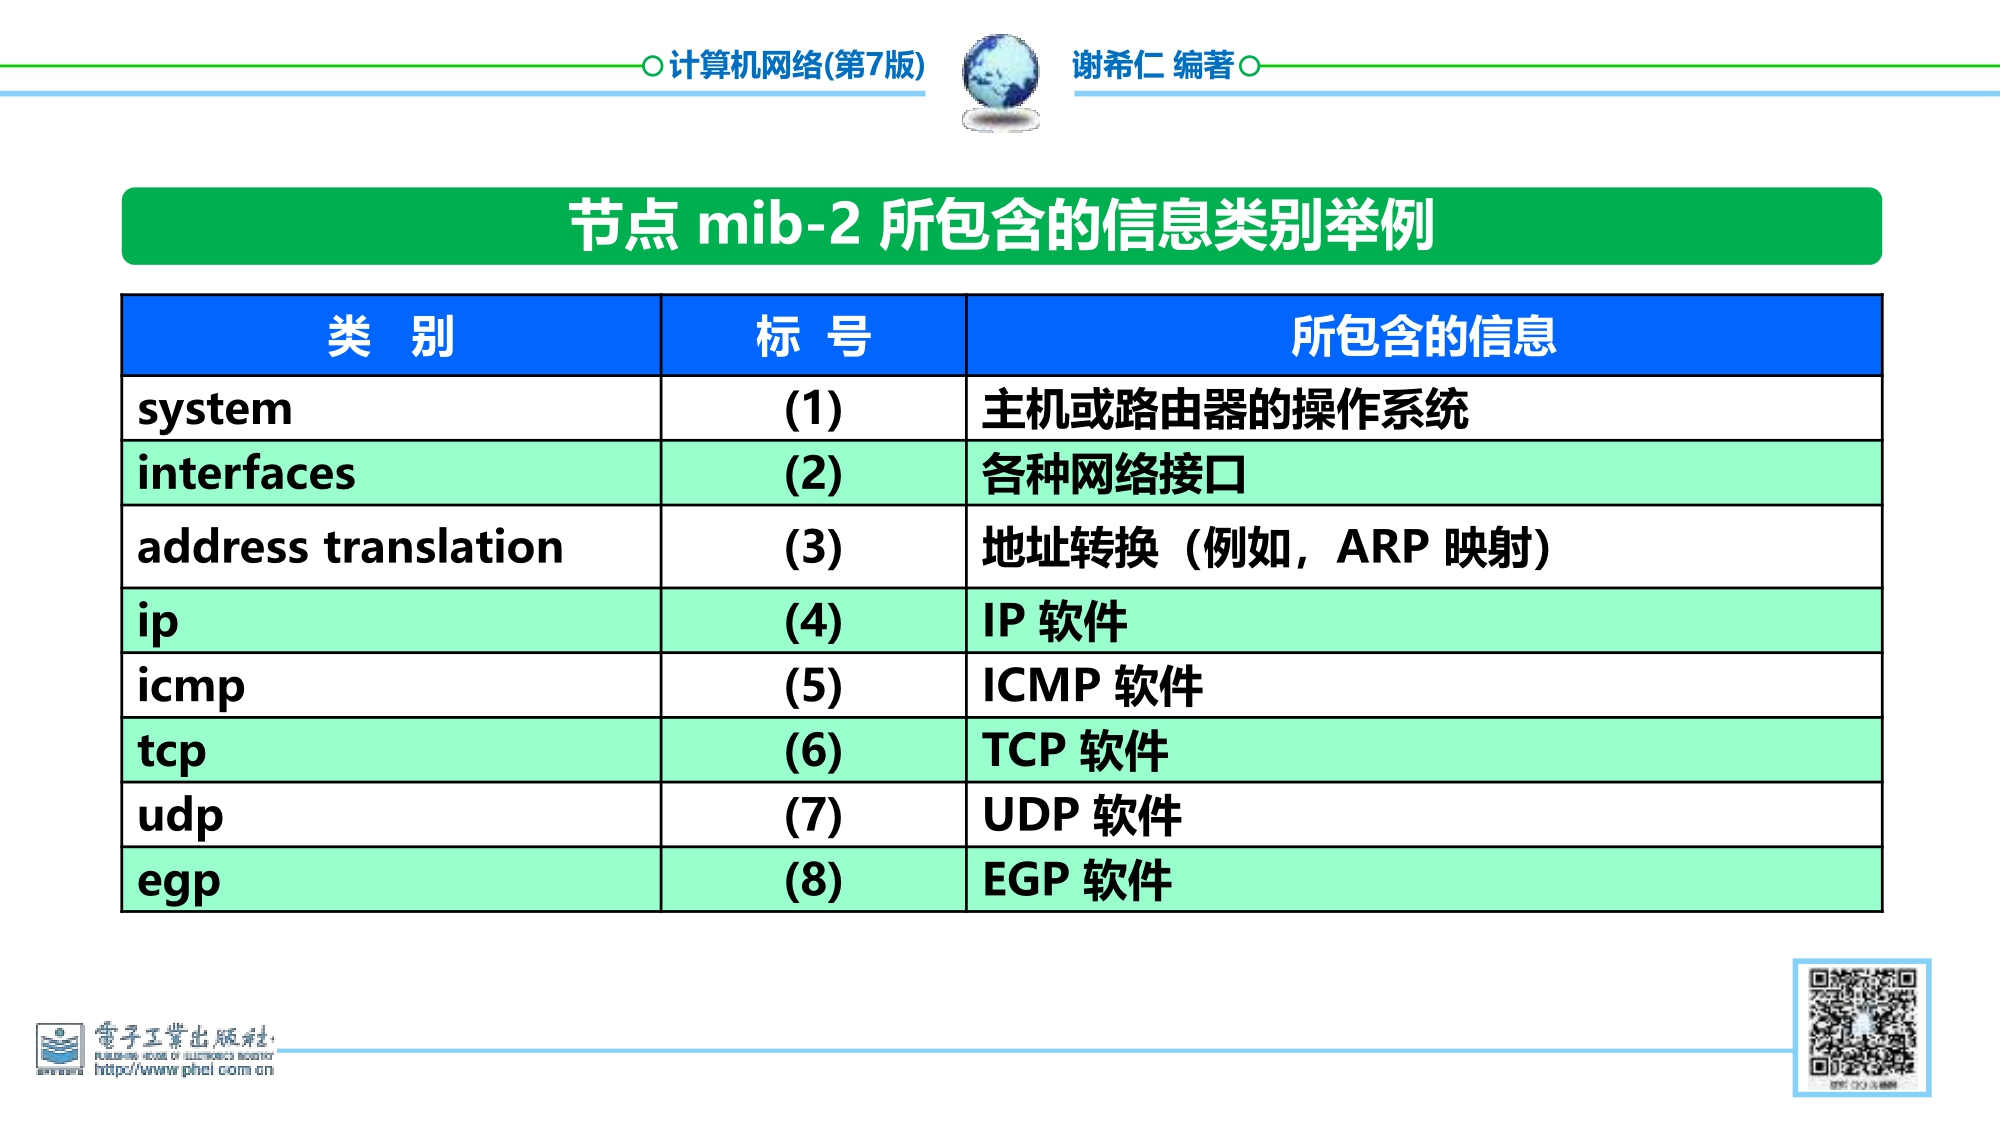 计算机网络(第7版) 谢希仁 编著
节点 mib-2 所包含的信息类别举例
类 别 标 号 所包含的信息
system (1) 主机或路由器的操作系统
interfaces (2) 各种网络接口
address translation (3) 地址转换（例如，ARP 映射）
ip (4) IP 软件
icmp (5) ICMP 软件
tcp (6) TCP 软件
udp (7) UDP 软件
egp (8) EGP 软件
電子工業出版社
PUBLISHING HOUSE OF ELECTRONICS INDUSTRY
http://www.phei.com.cn